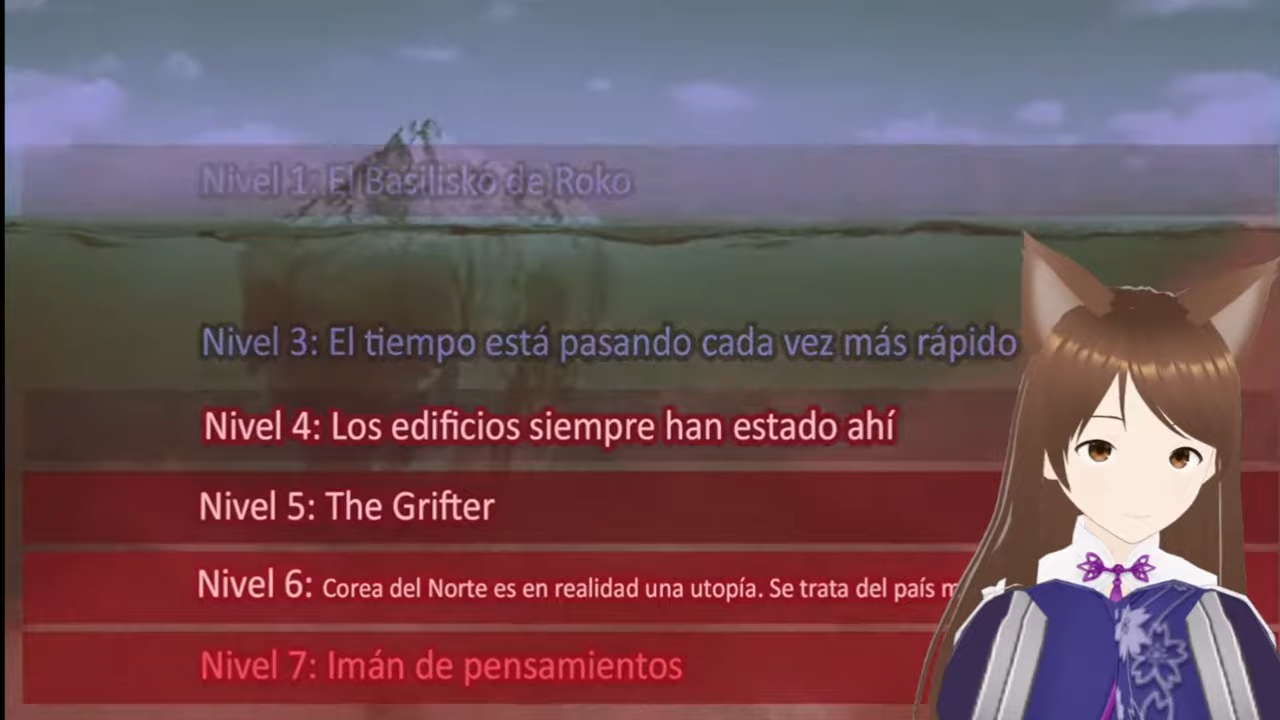 Nivel 1: El Basilisko de Roko
Nivel 3: El tiempo está pasando cada vez más rápido
Nivel 4: Los edificios siempre han estado ahí
Nivel 5: The Grifter
Nivel 6: Corea del Norte es en realidad una utopía. Se trata del país
Nivel 7: Imán de pensamientos